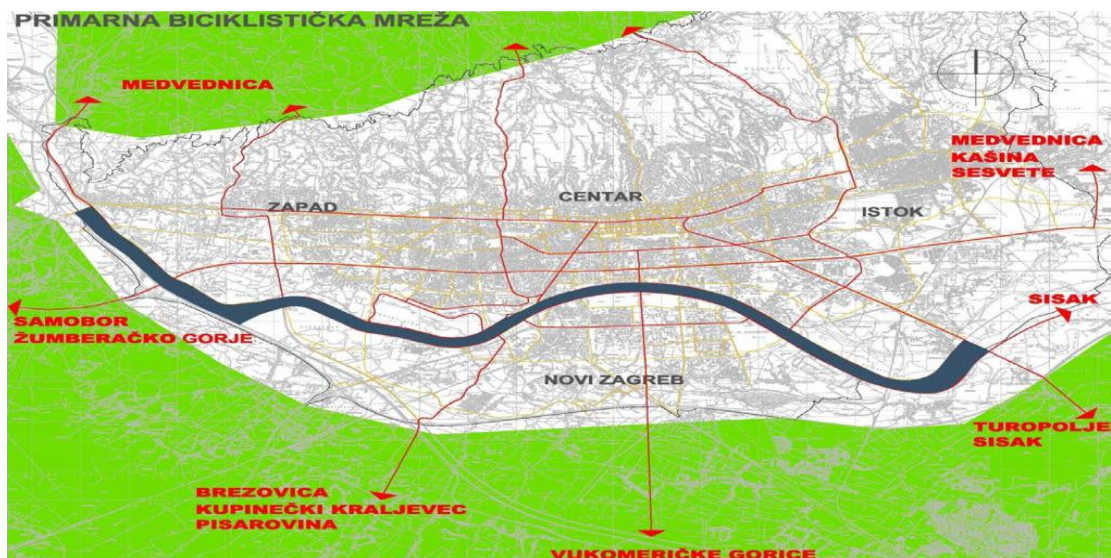 PRIMARNA BICIKLISTIČKA MREŽA
MEDVEDNICA
MEDVEDNICA
KAŠINA
SESVETE
CENTAR
ZAPAD
ISTOK
SISAK
SAMOBOR
ŽUMBERAČKO GORJE
NOVI ZAGREB
TUROPOLJE
SISAK
BREZOVICA
KUPINEČKI KRALJEVEC
PISAROVINA
VUKOMERIČKE GORICE